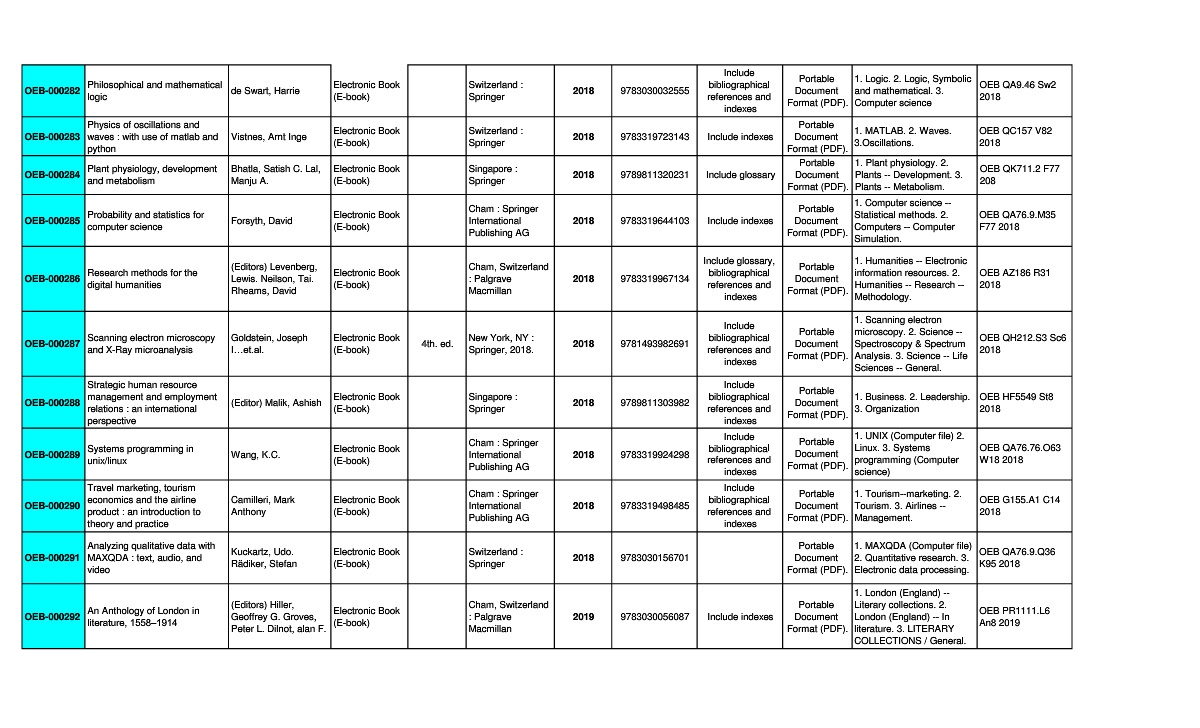 OEB-000282
Philosophical and mathematical
logic
de Swart, Harrie
Electronic Book
(E-book)
Switzerland :
Springer
2018
9783030032555
Include
bibliographical
references and
indexes
Portable
Document
Format (PDF).
1. Logic. 2. Logic, Symbolic
and mathematical. 3.
Computer science
OEB QA9.46 Sw2
2018
OEB-000283
Physics of oscillations and
waves : with use of matlab and
python
Vistnes, Arnt Inge
Electronic Book
(E-book)
Switzerland :
Springer
2018
9783319723143
Include indexes
Portable
Document
Format (PDF).
1. MATLAB. 2. Waves.
3.Oscillations.
OEB QC157 V82
2018
OEB-000284
Plant physiology, development
and metabolism
Bhatla, Satish C. Lal,
Manju A.
Electronic Book
(E-book)
Singapore :
Springer
2018
9789811320231
Include glossary
Portable
Document
Format (PDF).
1. Plant physiology. 2.
Plants -- Development. 3.
Plants -- Metabolism.
OEB QK711.2 F77
208
OEB-000285
Probability and statistics for
computer science
Forsyth, David
Electronic Book
(E-book)
Cham : Springer
International
Publishing AG
2018
9783319644103
Include indexes
Portable
Document
Format (PDF).
1. Computer science --
Statistical methods. 2.
Computers -- Computer
Simulation.
OEB QA76.9.M35
F77 2018
OEB-000286
Research methods for the
digital humanities
(Editors) Levenberg,
Lewis. Neilson, Tai.
Rheams, David
Electronic Book
(E-book)
Cham, Switzerland
: Palgrave
Macmillan
2018
9783319967134
Include glossary,
bibliographical
references and
indexes
Portable
Document
Format (PDF).
1. Humanities -- Electronic
information resources. 2.
Humanities -- Research --
Methodology.
OEB AZ186 R31
2018
OEB-000287
Scanning electron microscopy
and X-Ray microanalysis
Goldstein, Joseph
I...et.al.
Electronic Book
(E-book)
4th. ed.
New York, NY :
Springer, 2018.
2018
9781493982691
Include
bibliographical
references and
indexes
Portable
Document
Format (PDF).
1. Scanning electron
microscopy. 2. Science --
Spectroscopy & Spectrum
Analysis. 3. Science -- Life
Sciences -- General.
OEB QH212.S3 Sc6
2018
OEB-000288
Strategic human resource
management and employment
relations : an international
perspective
(Editor) Malik, Ashish
Electronic Book
(E-book)
Singapore :
Springer
2018
9789811303982
Include
bibliographical
references and
indexes
Portable
Document
Format (PDF).
1. Business. 2. Leadership.
3. Organization
OEB HF5549 St8
2018
OEB-000289
Systems programming in
unix/linux
Wang, K.C.
Electronic Book
(E-book)
Cham : Springer
International
Publishing AG
2018
9783319924298
Include
bibliographical
references and
indexes
Portable
Document
Format (PDF).
1. UNIX (Computer file) 2.
Linux. 3. Systems
programming (Computer
science)
OEB QA76.76.O63
W18 2018
OEB-000290
Travel marketing, tourism
economics and the airline
product : an introduction to
theory and practice
Camilleri, Mark
Anthony
Electronic Book
(E-book)
Cham : Springer
International
Publishing AG
2018
9783319498485
Include
bibliographical
references and
indexes
Portable
Document
Format (PDF).
1. Tourism--marketing. 2.
Tourism. 3. Airlines --
Management.
OEB G155.A1 C14
2018
OEB-000291
Analyzing qualitative data with
MAXQDA : text, audio, and
video
Kuckartz, Udo.
Rädiker, Stefan
Electronic Book
(E-book)
Switzerland :
Springer
2018
9783030156701
Portable
Document
Format (PDF).
1. MAXQDA (Computer file)
2. Quantitative research. 3.
Electronic data processing.
OEB QA76.9.Q36
K95 2018
OEB-000292
An Anthology of London in
literature, 1558–1914
(Editors) Hiller,
Geoffrey G. Groves,
Peter L. Dilnot, alan F.
Electronic Book
(E-book)
Cham, Switzerland
: Palgrave
Macmillan
2019
9783030056087
Include indexes
Portable
Document
Format (PDF).
1. London (England) --
Literary collections. 2.
London (England) -- In
literature. 3. LITERARY
COLLECTIONS / General.
OEB PR1111.L6
An8 2019